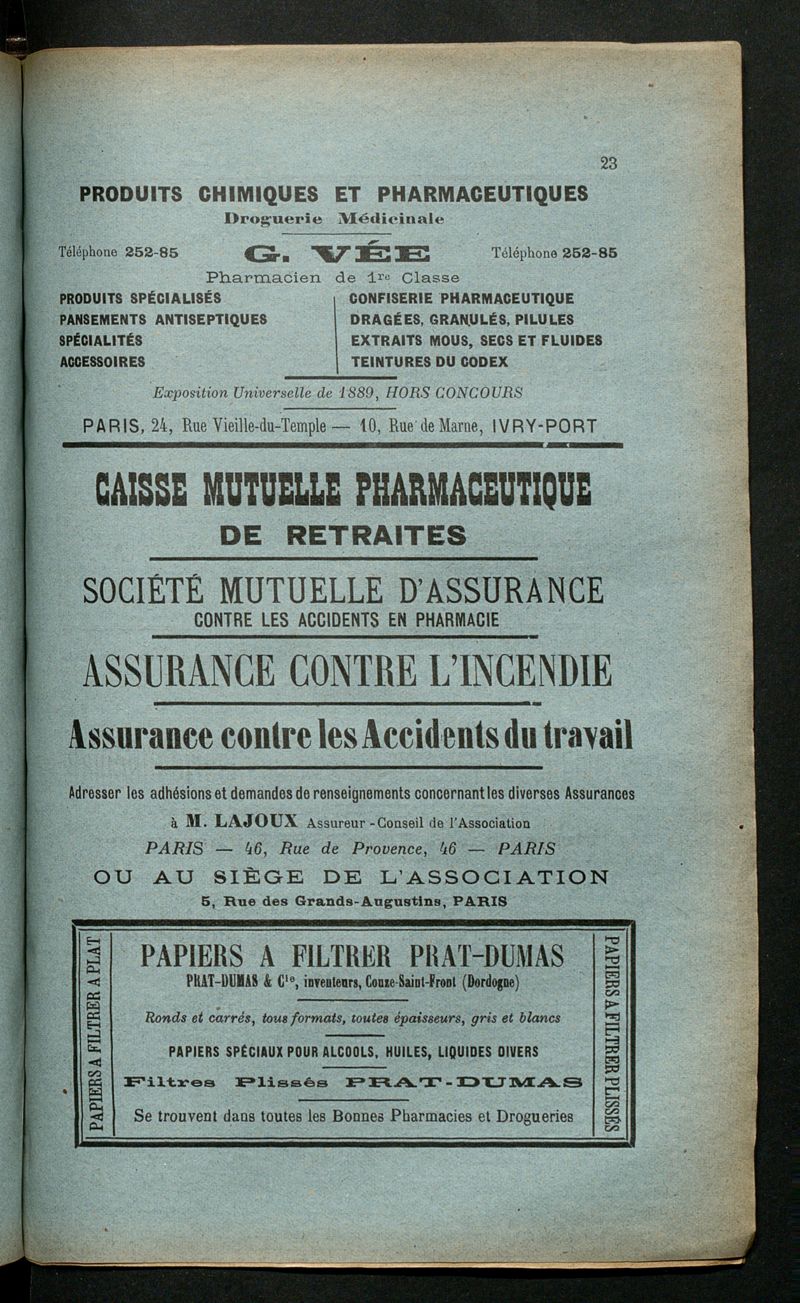 23
PRODUITS CHIMIQUES ET PHARMACEUTIQUES
Droguerie Médicinale
Téléphone 252-85 G. VÉE Téléphone 252-85
Pharmacien de 1re Classe
PRODUITS SPÉCIALISÉS
PANSEMENTS ANTISEPTIQUES
SPÉCIALITÉS
ACCESSOIRES
CONFISERIE PHARMACEUTIQUE
DRAGÉES, GRANULÉS, PILULES
EXTRAITS MOUS, SECS ET FLUIDES
TEINTURES DU CODEX
Exposition Universelle de 1889, HORS CONCOURS
PARIS, 24, Rue Vieille-du-Temple — 10, Rue de Marne, IVRY-PORT
CAISSE MUTUELLE PHARMACEUTIQUE
DE RETRAITES
SOCIÉTÉ MUTUELLE D'ASSURANCE
CONTRE LES ACCIDENTS EN PHARMACIE
ASSURANCE CONTRE L'INCENDIE
Assurance contre les Accidents du travail
Adresser les adhésions et demandes de renseignements concernant les diverses Assurances
à M. LAJOUX Assureur-Conseil de l'Association
PARIS — 46, Rue de Provence, 46 — PARIS
OU AU SIÈGE DE L'ASSOCIATION
5, Rue des Grands-Augustins, PARIS
PAPIERS A FILTRER A PLAT
PAPIERS A FILTRER PRAT-DUMAS
PRAT-DUMAS & Cie, inventeurs, Couze-Saint-Front (Dordogne)
Ronds et carrés, tous formats, toutes épaisseurs, gris et blancs
PAPIERS SPÉCIAUX POUR ALCOOLS, HUILES, LIQUIDES DIVERS
Filtres Plissés PRAT-DUMAS
Se trouvent dans toutes les Bonnes Pharmacies et Drogueries
PAPIERS A FILTRER PLISSÉS